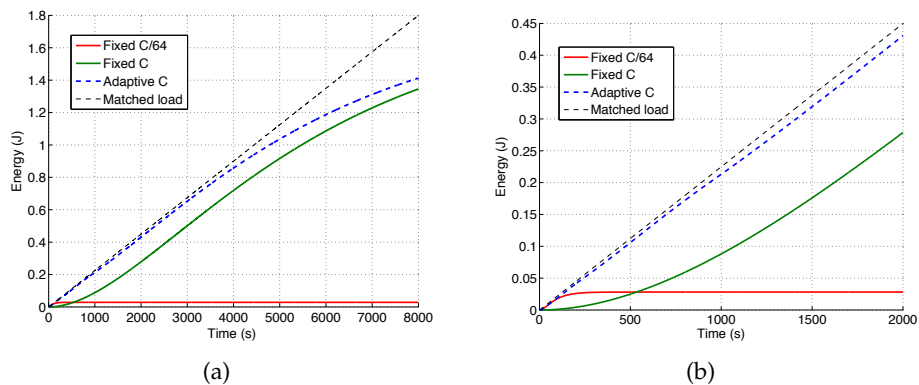 1.8
1.6
1.4
1.2
1
0.8
0.6
0.4
0.2
0
Energy (J)
Fixed C/64
Fixed C
Adaptive C
Matched load
0 1000 2000 3000 4000 5000 6000 7000 8000
Time (s)
(a)
0.45
0.4
0.35
0.3
0.25
0.2
0.15
0.1
0.05
0
Energy (J)
Fixed C/64
Fixed C
Adaptive C
Matched load
0 500 1000 1500 2000
Time (s)
(b)